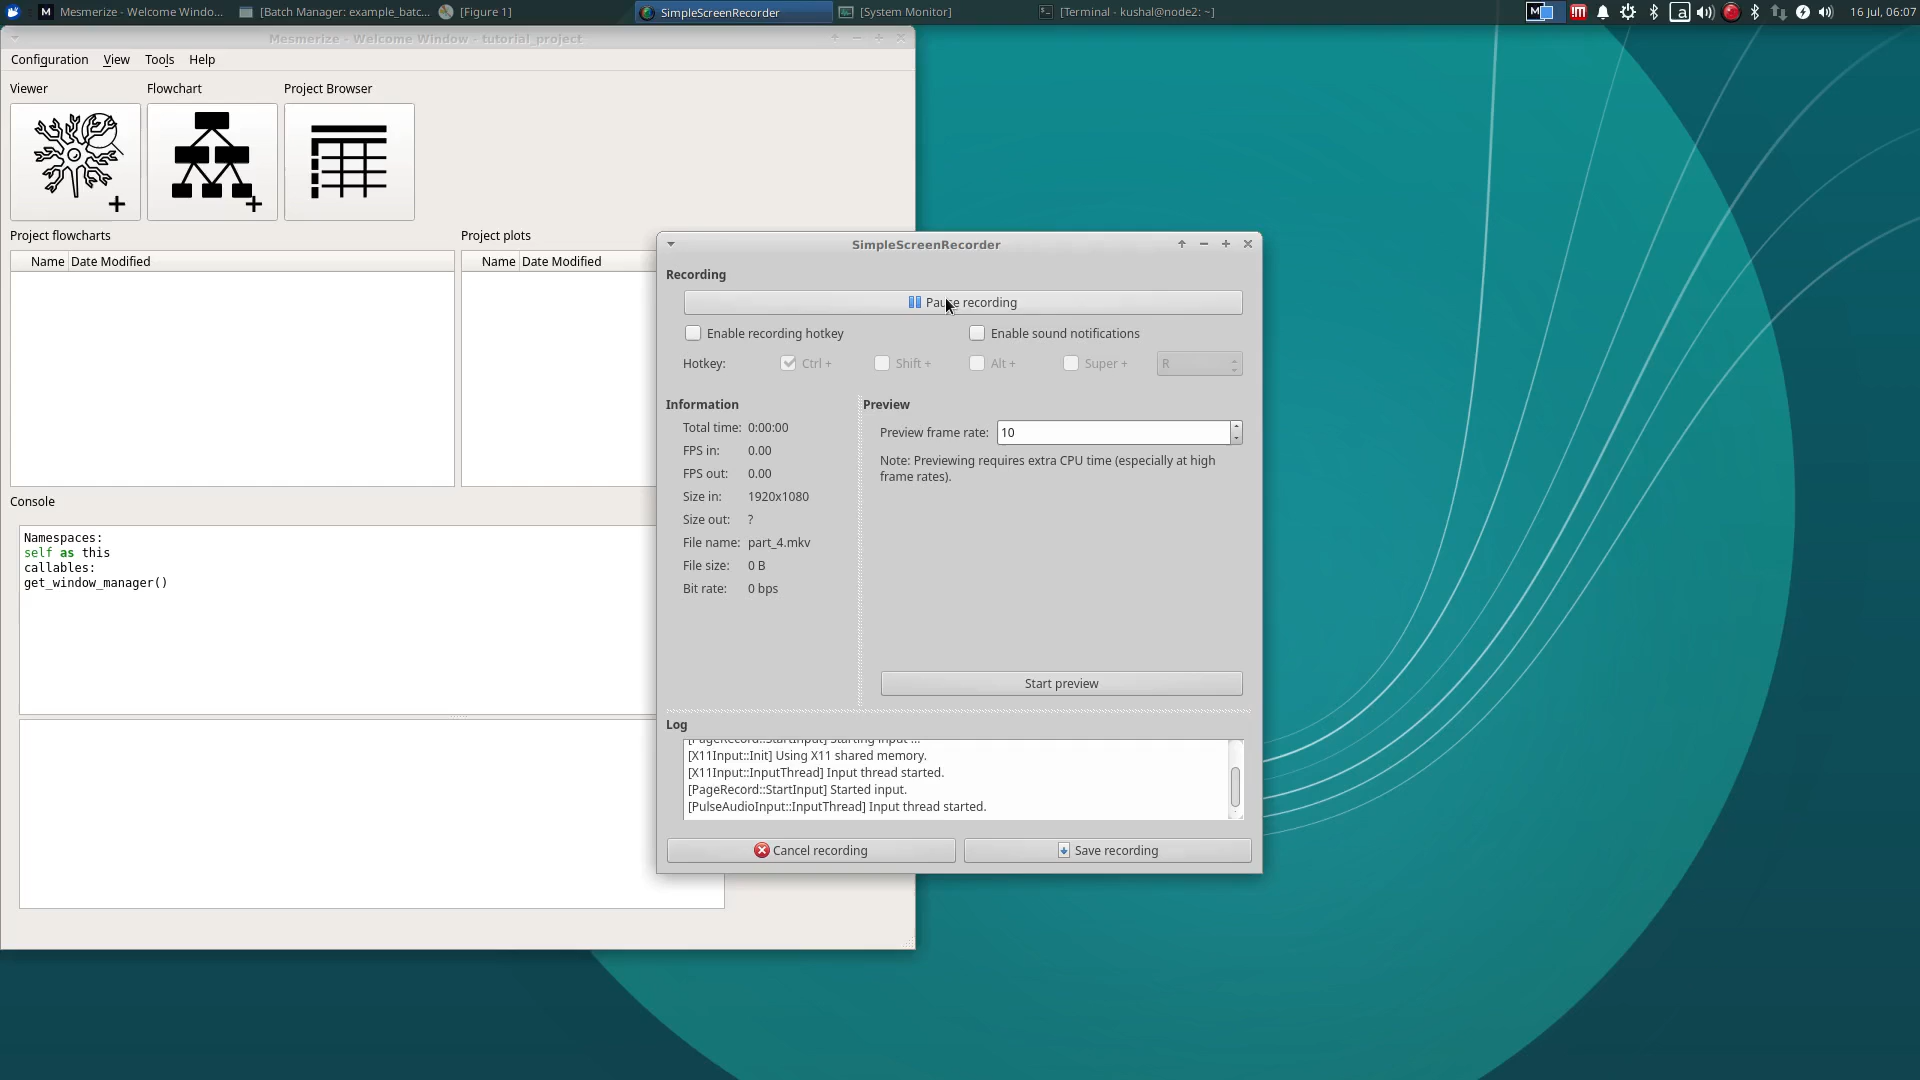 Mesmerize - Welcome Windo...
[Batch Manager: example_batc...
[Figure 1]
SimpleScreenRecorder
[System Monitor]
[Terminal - kushal@node2: ~]
16 Jul, 06:07
Mesmerize - Welcome Window - tutorial_project
Configuration View Tools Help
Viewer Flowchart Project Browser
Project flowcharts Project plots
Name Date Modified Name Date Modified
Console
Namespaces:
self as this
callables:
get_window_manager()
SimpleScreenRecorder
Recording
Pause recording
Enable recording hotkey Enable sound notifications
Hotkey: Ctrl + Shift + Alt + Super + R
Information
Total time: 0:00:00
FPS in: 0.00
FPS out: 0.00
Size in: 1920x1080
Size out: ?
File name: part_4.mkv
File size: 0 B
Bit rate: 0 bps
Preview
Preview frame rate: 10
Note: Previewing requires extra CPU time (especially at high
frame rates).
Start preview
Log
[PageRecord::StartInput] Starting input ...
[X11Input::Init] Using X11 shared memory.
[X11Input::InputThread] Input thread started.
[PageRecord::StartInput] Started input.
[PulseAudioInput::InputThread] Input thread started.
Cancel recording Save recording